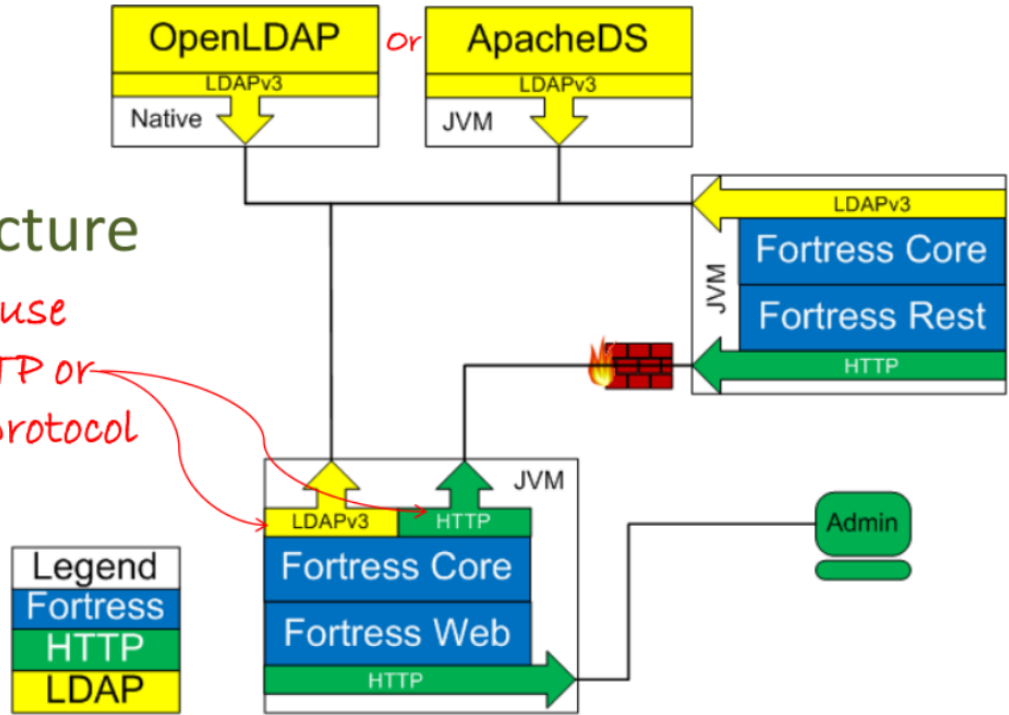 OpenLDAP
or
ApacheDS
LDAPv3
LDAPv3
Native
JVM
cture
use
TP or
protocol
LDAPv3
Fortress Core
Fortress Rest
JVM
HTTP
JVM
LDAPv3
HTTP
Fortress Core
Fortress Web
HTTP
Admin
Legend
Fortress
HTTP
LDAP